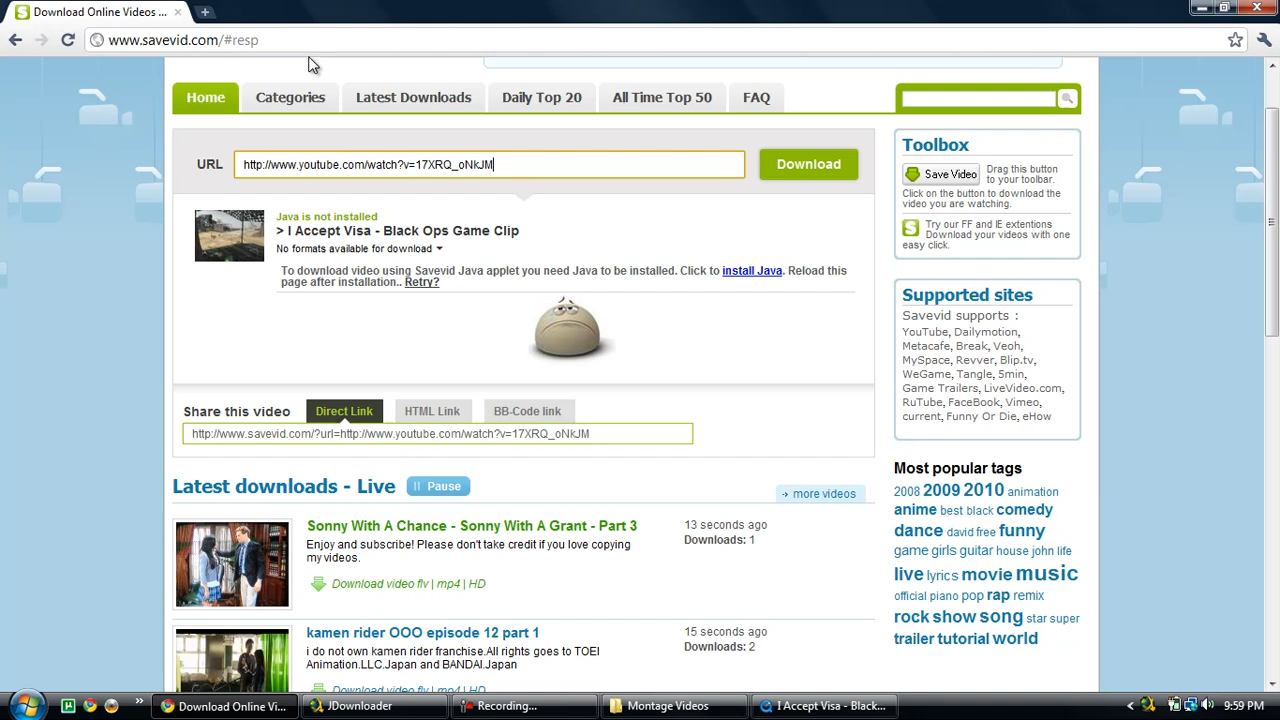 Download Online Videos ...
www.savevid.com/#resp
Home
Categories
Latest Downloads
Daily Top 20
All Time Top 50
FAQ
URL
http://www.youtube.com/watch?v=17XRQ_oNkJM
Download
Java is not installed
> I Accept Visa - Black Ops Game Clip
No formats available for download
To download video using Savevid Java applet you need Java to be installed. Click to install Java. Reload this
page after installation.. Retry?
Share this video
Direct Link
HTML Link
BB-Code link
http://www.savevid.com/?url=http://www.youtube.com/watch?v=17XRQ_oNkJM
Latest downloads - Live
Pause
more videos
Sonny With A Chance - Sonny With A Grant - Part 3
Enjoy and subscribe! Please don't take credit if you love copying
my videos.
13 seconds ago
Downloads: 1
Download video flv | mp4 | HD
kamen rider OOO episode 12 part 1
i do not own kamen rider franchise.All rights goes to TOEI
Animation.LLC.Japan and BANDAI.Japan
15 seconds ago
Downloads: 2
Download video flv | mp4 | HD
Toolbox
Save Video
Drag this button
to your toolbar.
Click on the button to download the
video you are watching.
Try our FF and IE extentions
Download your videos with one
easy click.
Supported sites
Savevid supports :
YouTube, Dailymotion,
Metacafe, Break, Veoh,
MySpace, Revver, Blip.tv,
WeGame, Tangle, 5min,
Game Trailers, LiveVideo.com,
RuTube, FaceBook, Vimeo,
current, Funny Or Die, eHow
Most popular tags
2008 2009 2010 animation
anime best black comedy
dance david free funny
game girls guitar house john life
live lyrics movie music
official piano pop rap remix
rock show song star super
trailer tutorial world
Download Online Vi...
JDownloader
Recording...
Montage Videos
I Accept Visa - Black...
9:59 PM